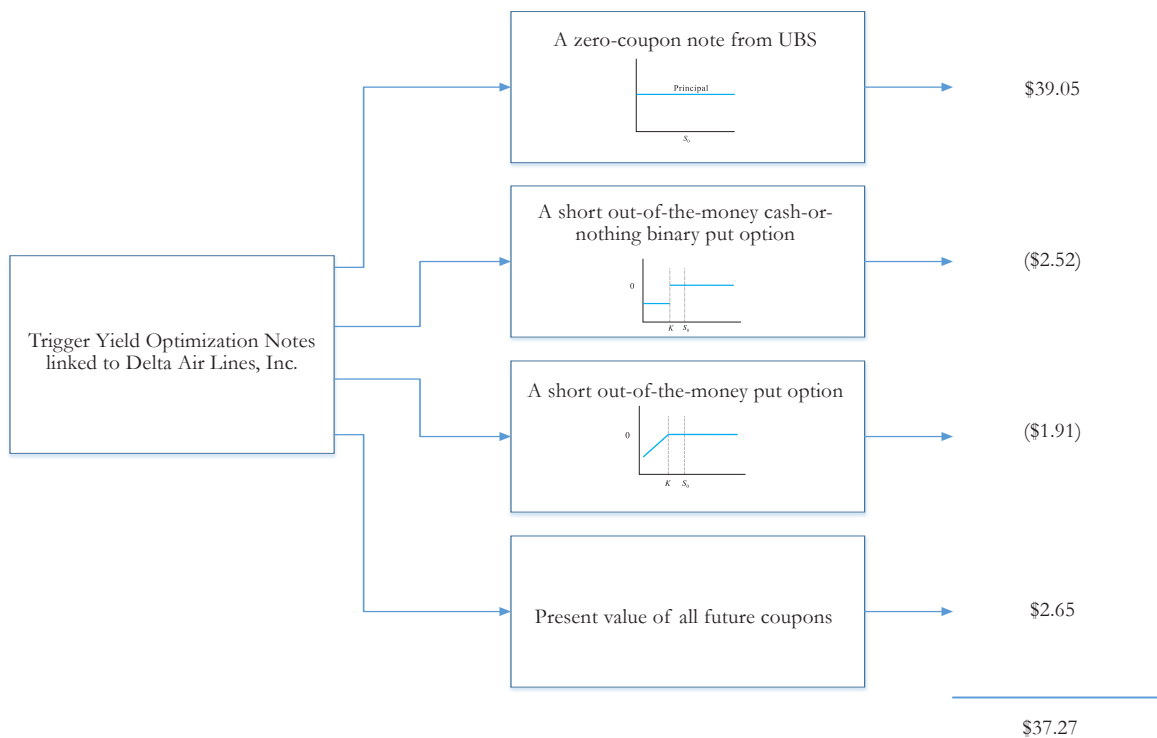 A zero-coupon note from UBS
Principal
S0
$39.05
A short out-of-the-money cash-or-
nothing binary put option
0
K S0
($2.52)
Trigger Yield Optimization Notes
linked to Delta Air Lines, Inc.
A short out-of-the-money put option
0
K S0
($1.91)
Present value of all future coupons
$2.65
$37.27